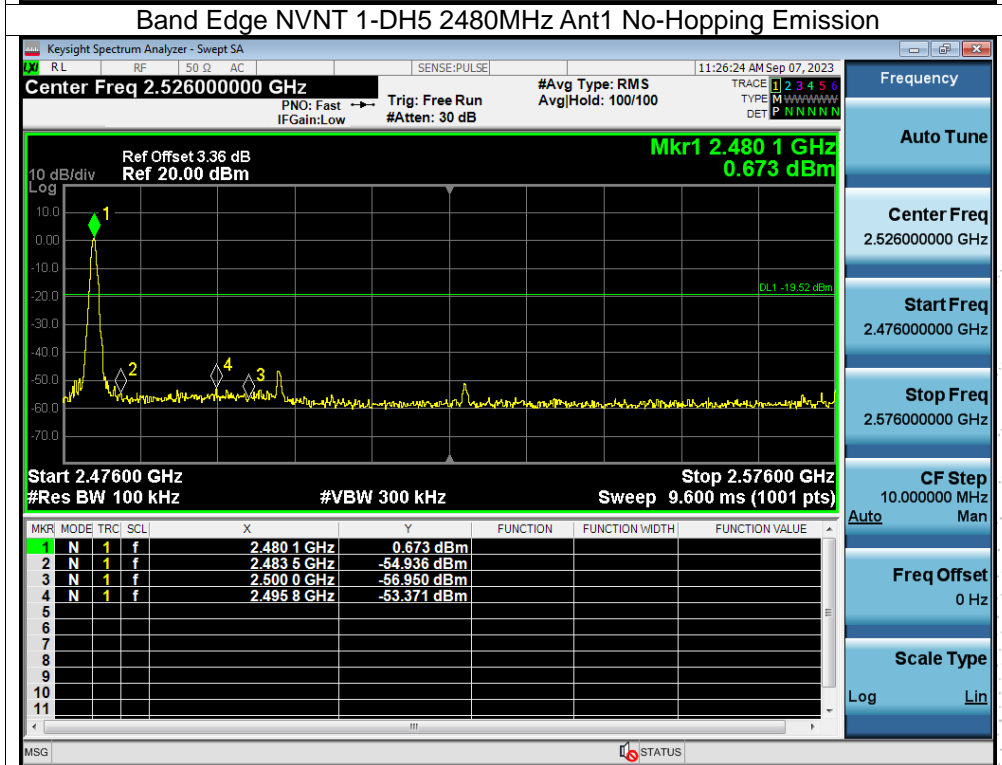 Band Edge NVNT 1-DH5 2480MHz Ant1 No-Hopping Emission
Keysight Spectrum Analyzer - Swept SA
LXI RL RF 50 Ω AC SENSE:PULSE 11:26:24 AM Sep 07, 2023
Center Freq 2.526000000 GHz #Avg Type: RMS TRACE 1 2 3 4 5 6
PNO: Fast Trig: Free Run Avg|Hold: 100/100 TYPE M WWWWW
IFGain:Low #Atten: 30 dB DET P N N N N N
Frequency
Auto Tune
Center Freq
2.526000000 GHz
Start Freq
2.476000000 GHz
Stop Freq
2.576000000 GHz
CF Step
10.000000 MHz
Auto Man
Freq Offset
0 Hz
Scale Type
Log Lin
Mkr1 2.480 1 GHz
0.673 dBm
Ref Offset 3.36 dB
10 dB/div Ref 20.00 dBm
Log
10.0
0.00
-10.0
-20.0
-30.0
-40.0
-50.0
-60.0
-70.0
1
2
4
3
DL1 -19.52 dBm
Start 2.47600 GHz Stop 2.57600 GHz
#Res BW 100 kHz #VBW 300 kHz Sweep 9.600 ms (1001 pts)
MKR MODE TRC SCL X Y FUNCTION FUNCTION WIDTH FUNCTION VALUE
1 N 1 f 2.480 1 GHz 0.673 dBm
2 N 1 f 2.483 5 GHz -54.936 dBm
3 N 1 f 2.500 0 GHz -56.950 dBm
4 N 1 f 2.495 8 GHz -53.371 dBm
5
6
7
8
9
10
11
MSG STATUS